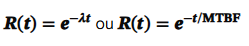 R(t) = e^−λt ou R(t) = e^−t/MTBF